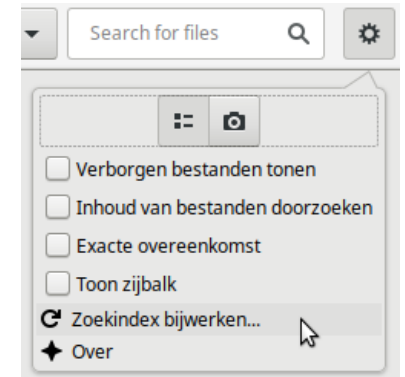 Search for files
Verborgen bestanden tonen
Inhoud van bestanden doorzoeken
Exacte overeenkomst
Toon zijbalk
Zoekindex bijwerken...
Over